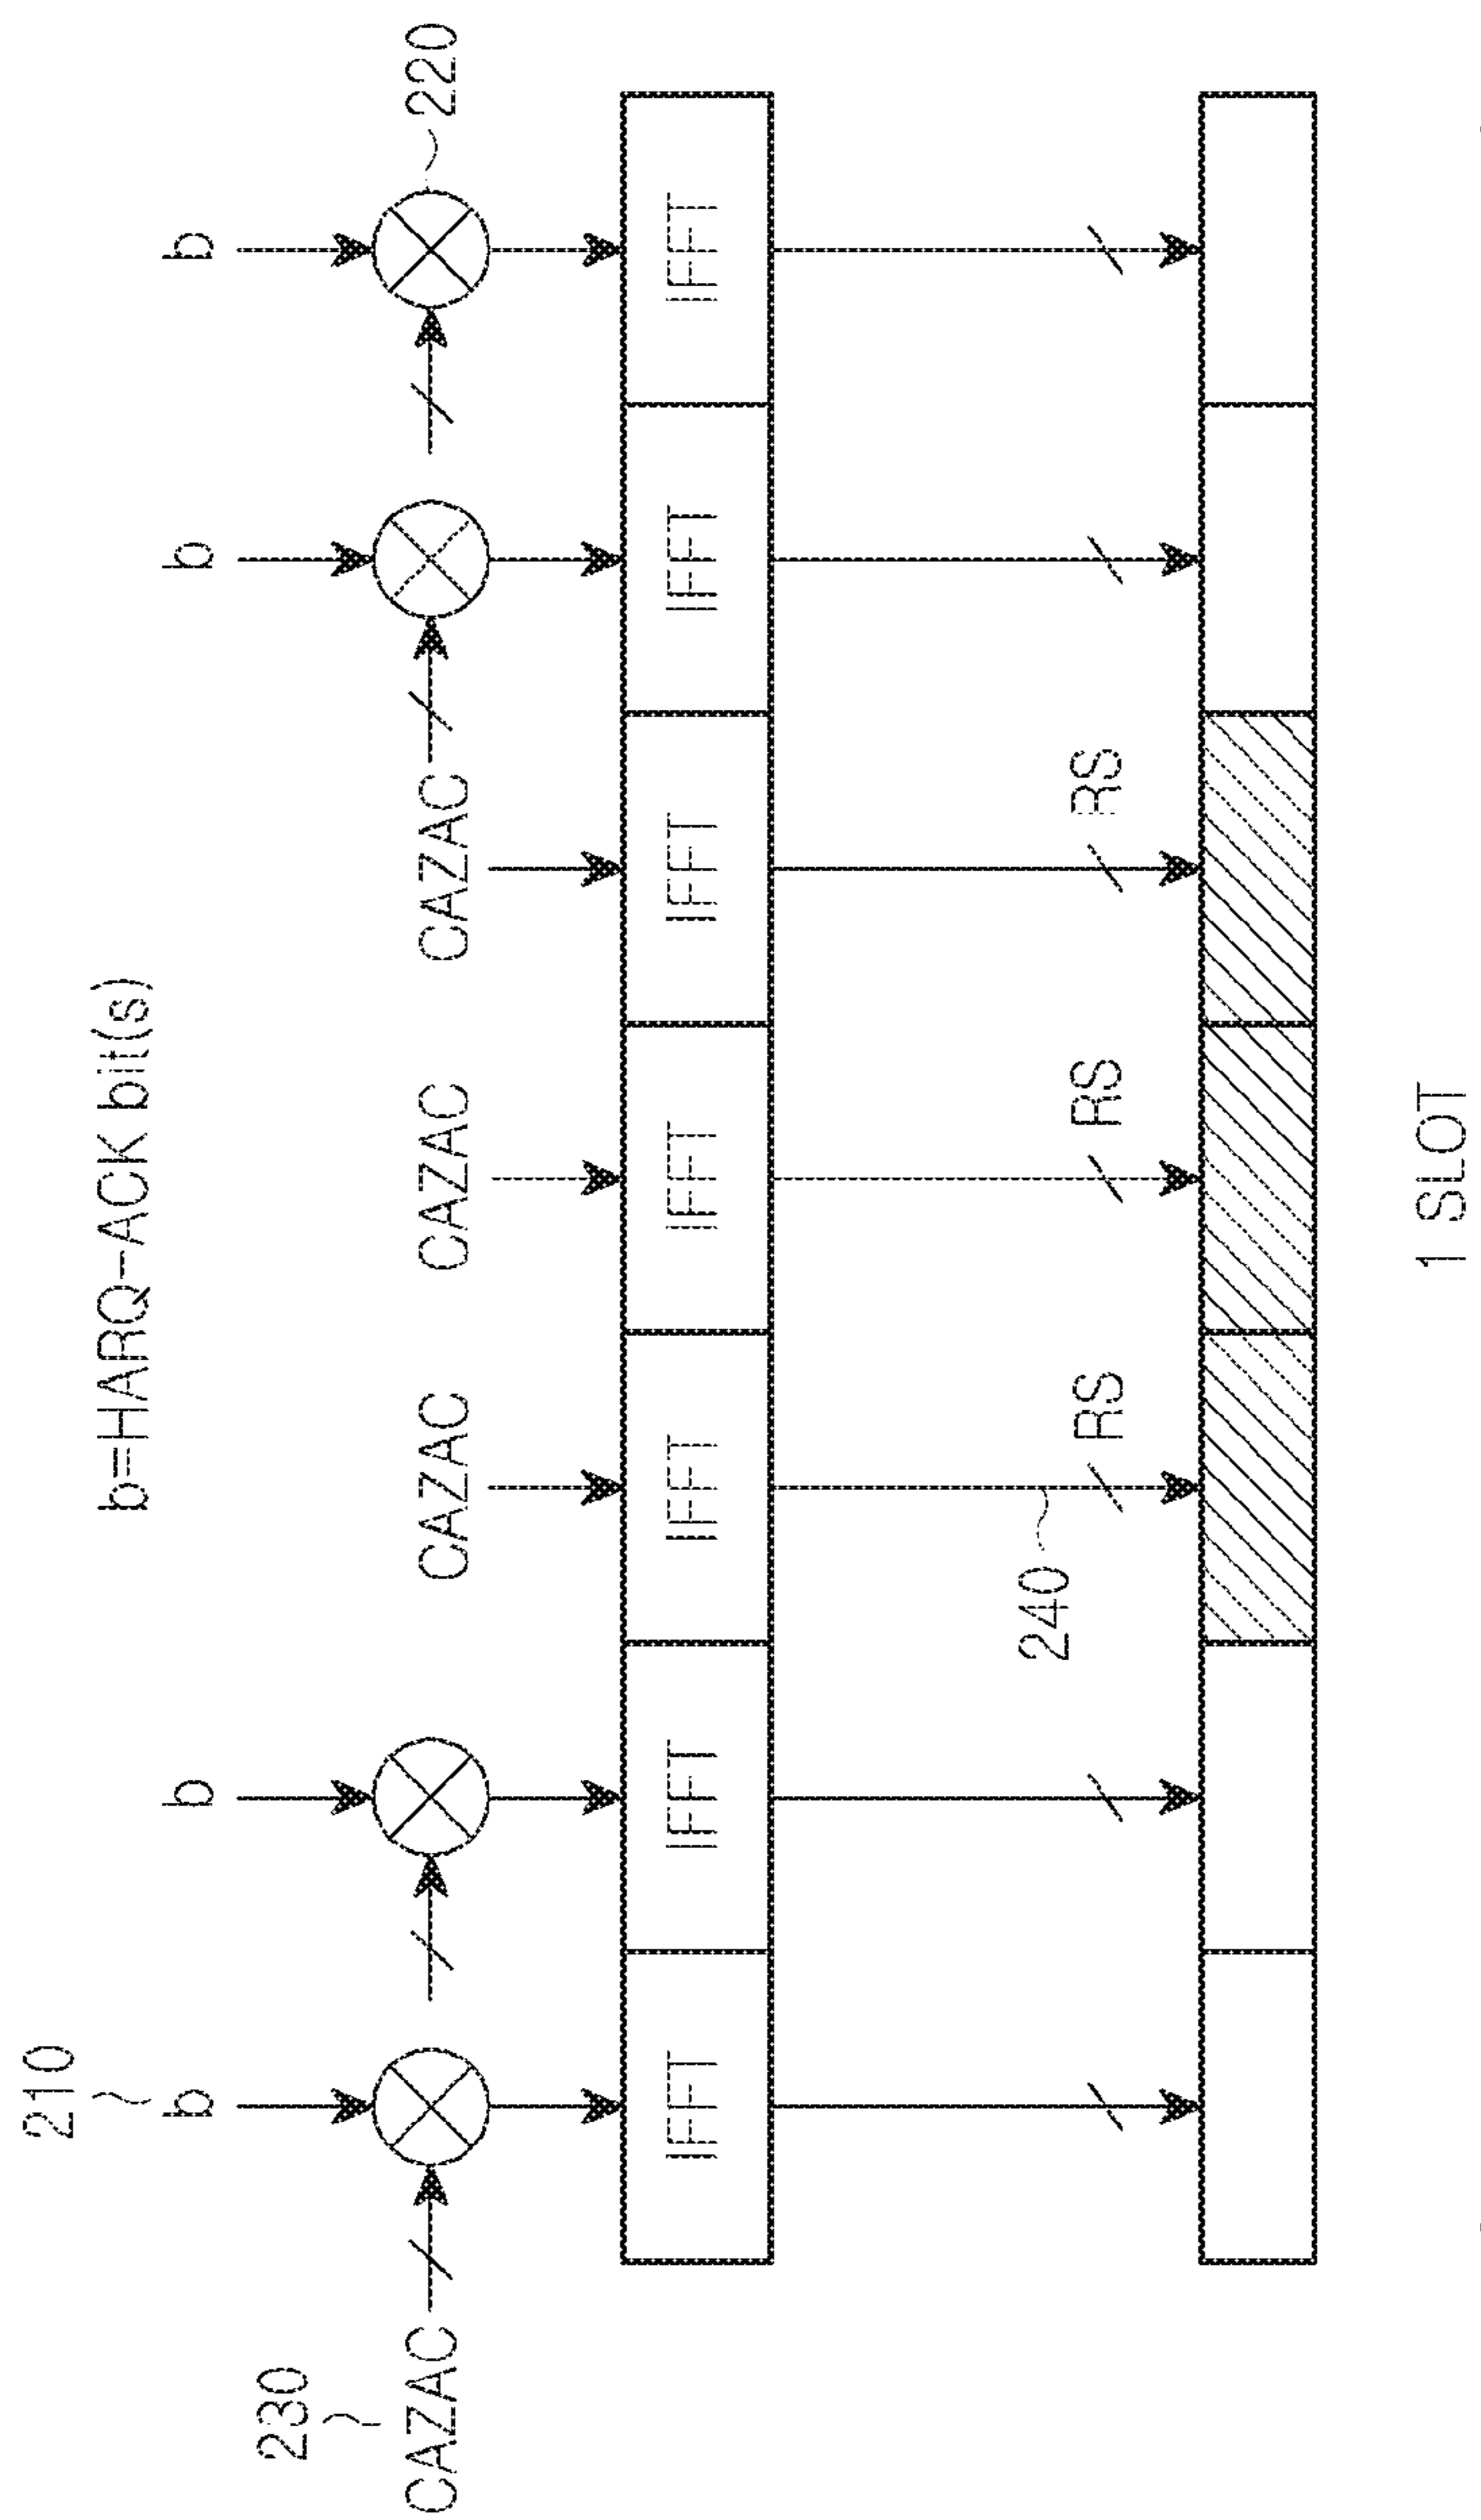 210
b=HARQ-ACK bit(s)
b b b b
230
CAZAC CAZAC CAZAC CAZAC 220
IFFT IFFT IFFT IFFT IFFT IFFT IFFT
240
RS RS RS
1 SLOT